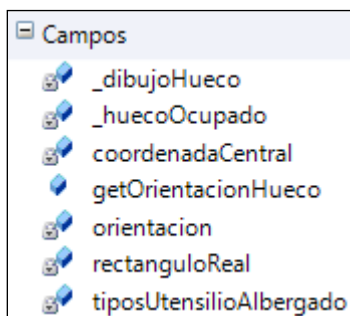 Campos
_dibujoHueco
_huecoOcupado
coordenadaCentral
getOrientacionHueco
orientacion
rectanguloReal
tiposUtensilioAlbergado